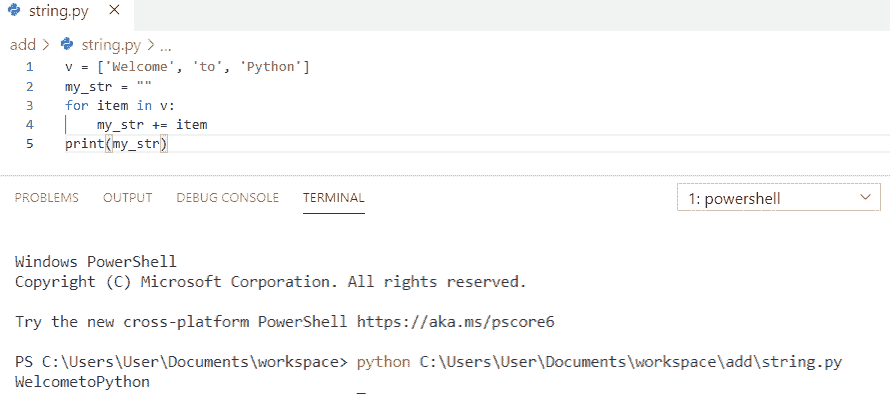 string.py ×
add > string.py > ...
1 v = ['Welcome', 'to', 'Python']
2 my_str = ""
3 for item in v:
4     my_str += item
5 print(my_str)
PROBLEMS OUTPUT DEBUG CONSOLE TERMINAL 1: powershell
Windows PowerShell
Copyright (C) Microsoft Corporation. All rights reserved.
Try the new cross-platform PowerShell https://aka.ms/pscore6
PS C:\Users\User\Documents\workspace> python C:\Users\User\Documents\workspace\add\string.py
WelcometoPython